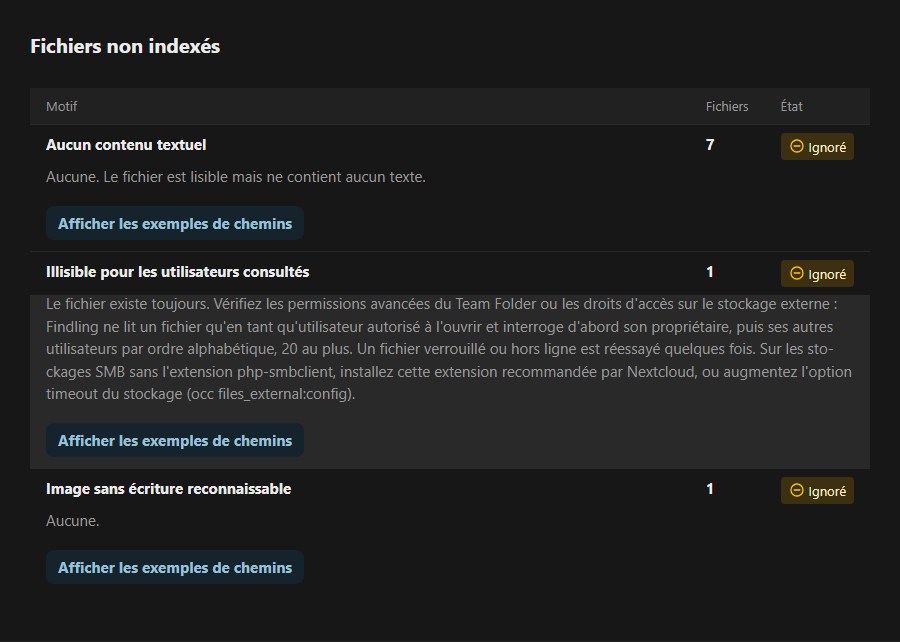 Fichiers non indexés
Motif Fichiers État
Aucun contenu textuel 7 Ignoré
Aucune. Le fichier est lisible mais ne contient aucun texte.
Afficher les exemples de chemins
Illisible pour les utilisateurs consultés 1 Ignoré
Le fichier existe toujours. Vérifiez les permissions avancées du Team Folder ou les droits d'accès sur le stockage externe :
Findling ne lit un fichier qu'en tant qu'utilisateur autorisé à l'ouvrir et interroge d'abord son propriétaire, puis ses autres
utilisateurs par ordre alphabétique, 20 au plus. Un fichier verrouillé ou hors ligne est réessayé quelques fois. Sur les sto-
ckages SMB sans l'extension php-smbclient, installez cette extension recommandée par Nextcloud, ou augmentez l'option
timeout du stockage (occ files_external:config).
Afficher les exemples de chemins
Image sans écriture reconnaissable 1 Ignoré
Aucune.
Afficher les exemples de chemins